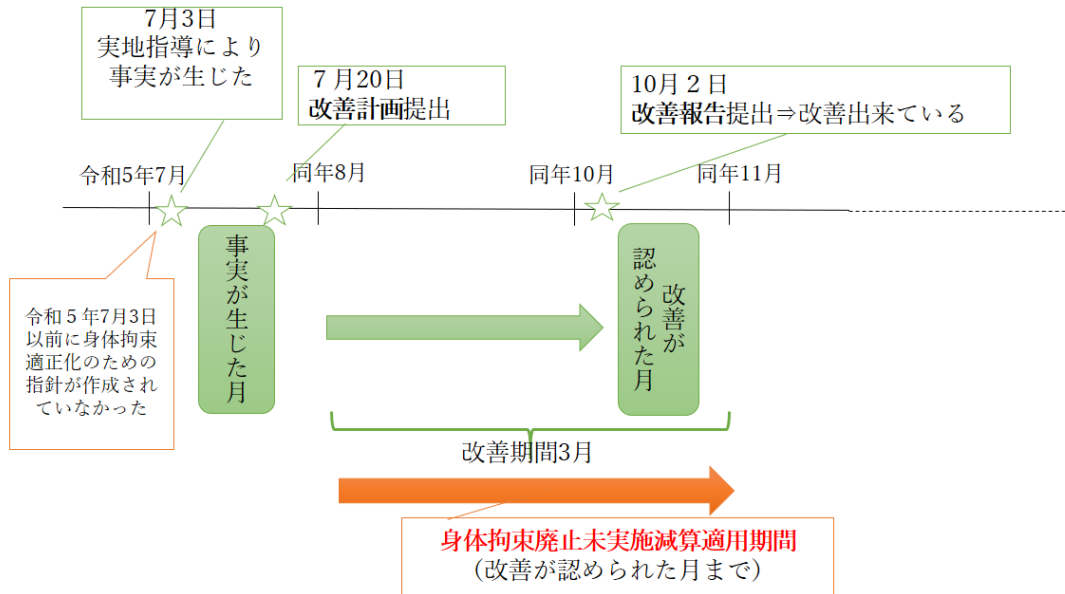 7月3日
実地指導により
事実が生じた
７月20日
改善計画提出
10月２日
改善報告提出⇒改善出来ている
令和5年7月
同年8月
同年10月
同年11月
事実が生じた月
改善が
認められた月
令和５年7月3日
以前に身体拘束
適正化のための
指針が作成され
ていなかった
改善期間3月
身体拘束廃止未実施減算適用期間
（改善が認められた月まで）